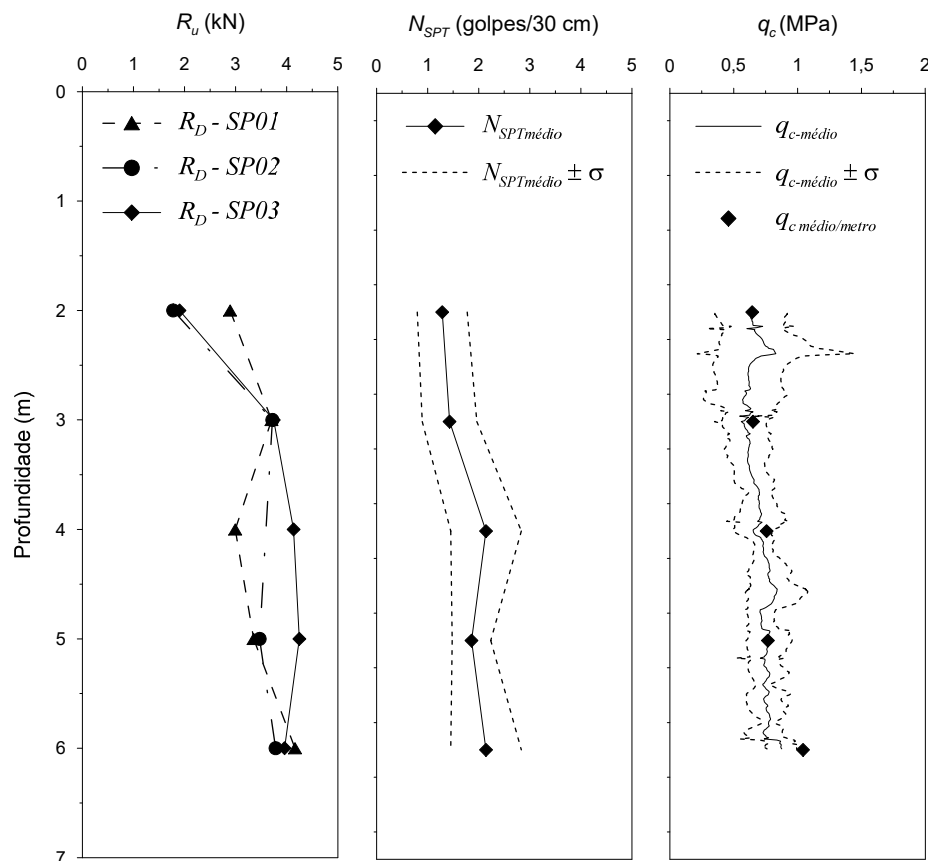 R_u (kN)
0 1 2 3 4 5
N_SPT (golpes/30 cm)
0 1 2 3 4 5
q_c (MPa)
0 0,5 1 1,5 2
Profundidade (m)
0
1
2
3
4
5
6
7
R_D - SP01
R_D - SP02
R_D - SP03
N_SPTmédio
N_SPTmédio ± σ
q_c-médio
q_c-médio ± σ
q_c médio/metro